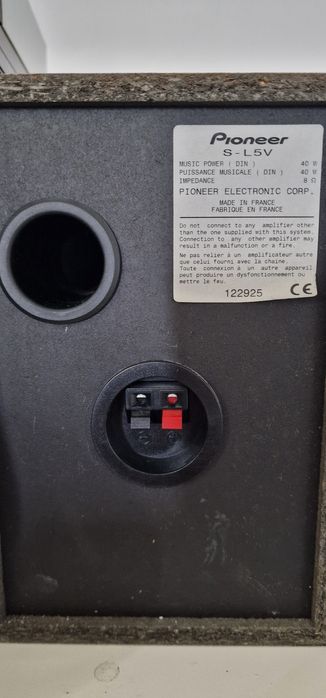 Pioneer
S-L5V
MUSIC POWER ( DIN ) 40 W
PUISSANCE MUSICALE ( DIN ) 40 W
IMPEDANCE 8 Ω
PIONEER ELECTRONIC CORP.
MADE IN FRANCE
FABRIQUE EN FRANCE
Do not connect to any amplifier other
than the one supplied with this system.
Connection to any other amplifier may
result in a malfunction or a fire.
Ne pas relier à un amplificateur autre
que celui fourni avec la chaine.
Toute connexion à un autre appareil
peut produire un dysfonctionnement ou
mettre le feu.
122925 CE